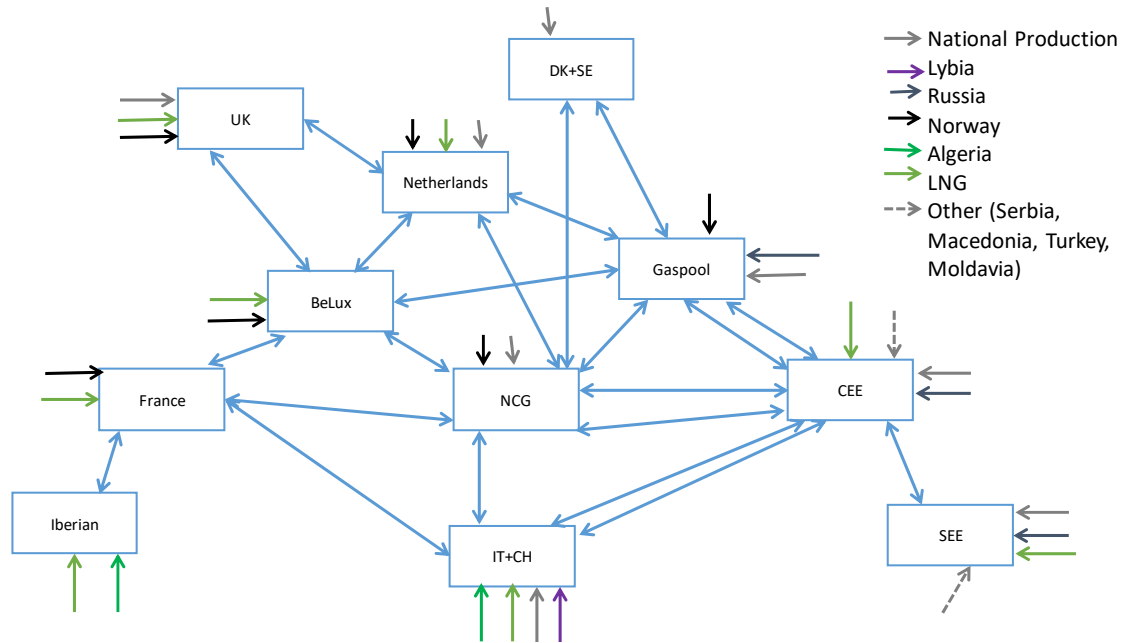 DK+SE
UK
Netherlands
Gaspool
BeLux
France
NCG
CEE
Iberian
IT+CH
SEE
National Production
Lybia
Russia
Norway
Algeria
LNG
Other (Serbia,
Macedonia, Turkey,
Moldavia)